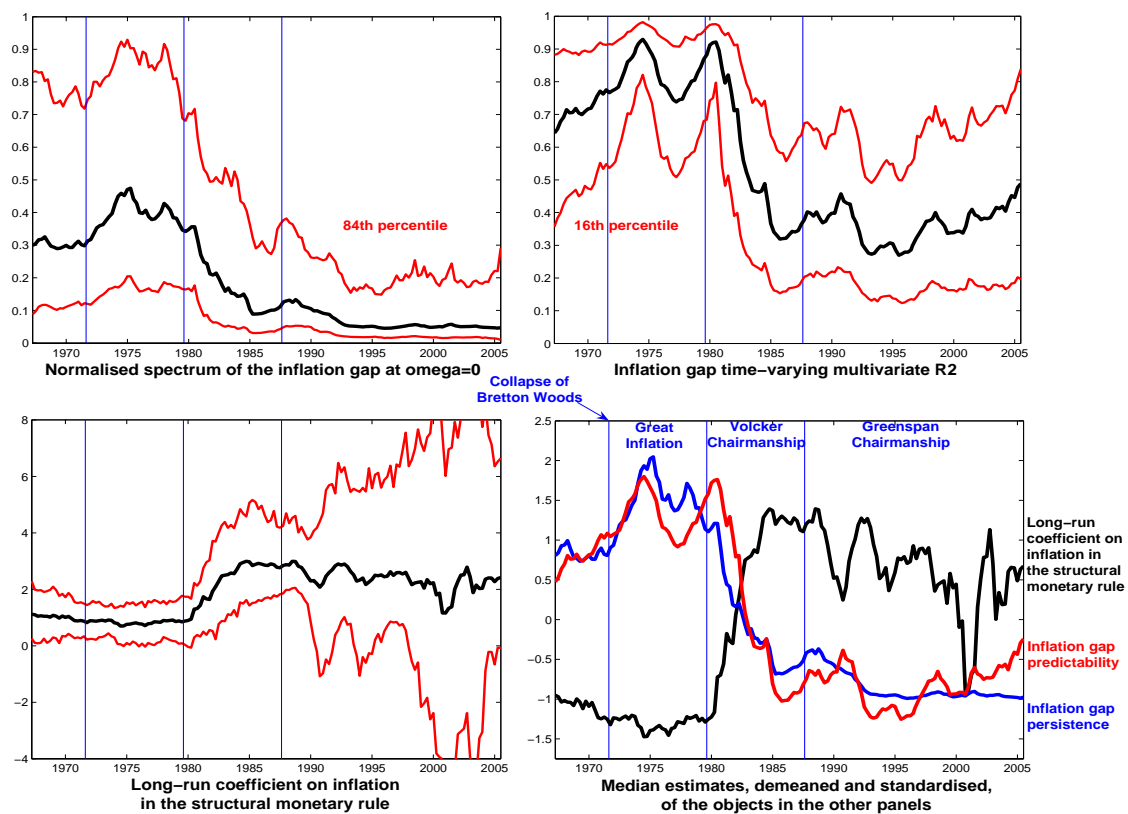 1
0.9
0.8
0.7
0.6
0.5
0.4
0.3
0.2
0.1
0
84th percentile
1970 1975 1980 1985 1990 1995 2000 2005
Normalised spectrum of the inflation gap at omega=0
1
0.9
0.8
0.7
0.6
0.5
0.4
0.3
0.2
0.1
0
16th percentile
1970 1975 1980 1985 1990 1995 2000 2005
Inflation gap time−varying multivariate R2
Collapse of
Bretton Woods
8
6
4
2
0
−2
−4
1970 1975 1980 1985 1990 1995 2000 2005
Long−run coefficient on inflation
in the structural monetary rule
2.5
2
1.5
1
0.5
0
−0.5
−1
−1.5
Great
Inflation
Volcker
Chairmanship
Greenspan
Chairmanship
Long−run
coefficient on
inflation in
the structural
monetary rule
Inflation gap
predictability
Inflation gap
persistence
1970 1975 1980 1985 1990 1995 2000 2005
Median estimates, demeaned and standardised,
of the objects in the other panels